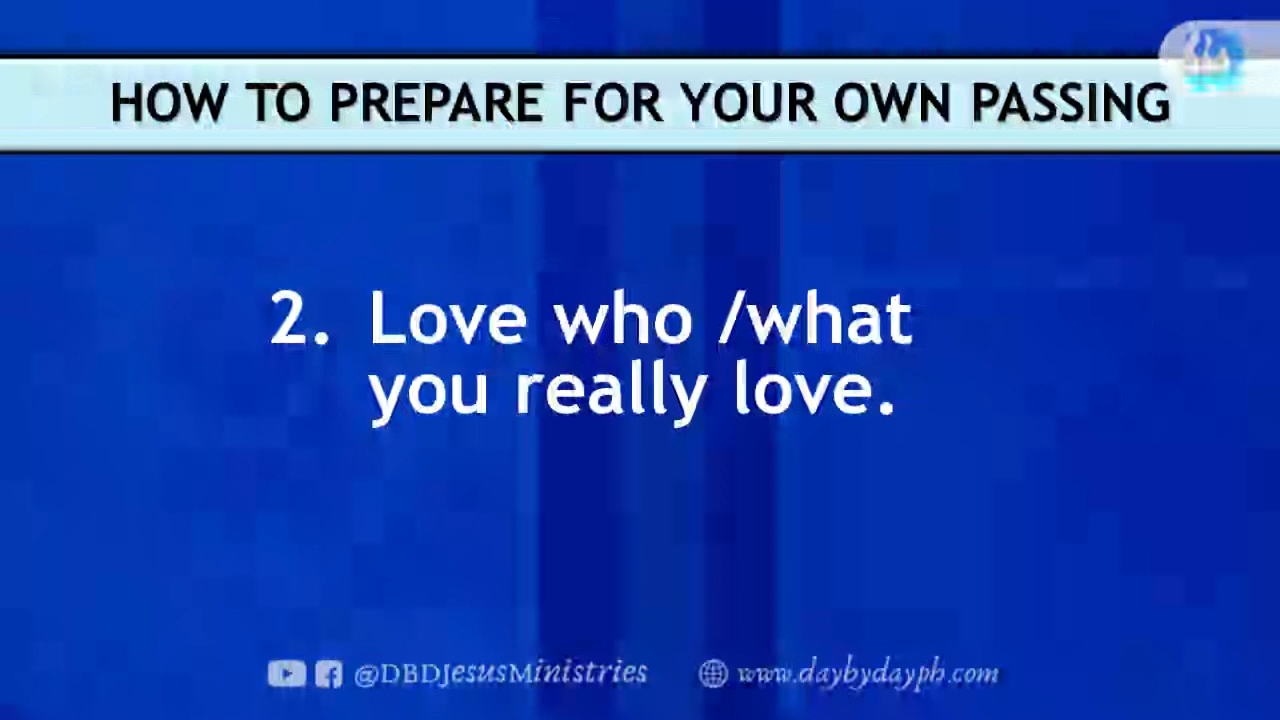 HOW TO PREPARE FOR YOUR OWN PASSING
2. Love who /what
you really love.
@DBDJesusMinistries www.daybydayph.com